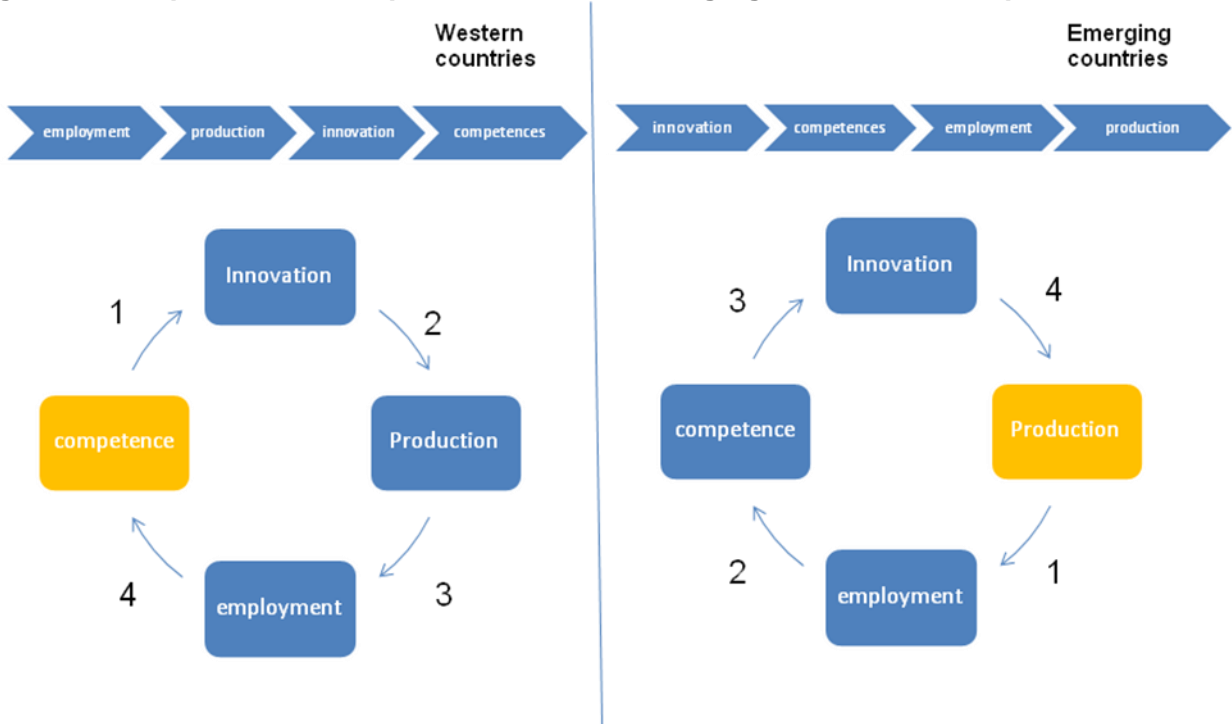 Western
countries
employment
production
innovation
competences
Innovation
1
2
competence
Production
4
3
employment
Emerging
countries
innovation
competences
employment
production
Innovation
3
4
competence
Production
2
1
employment